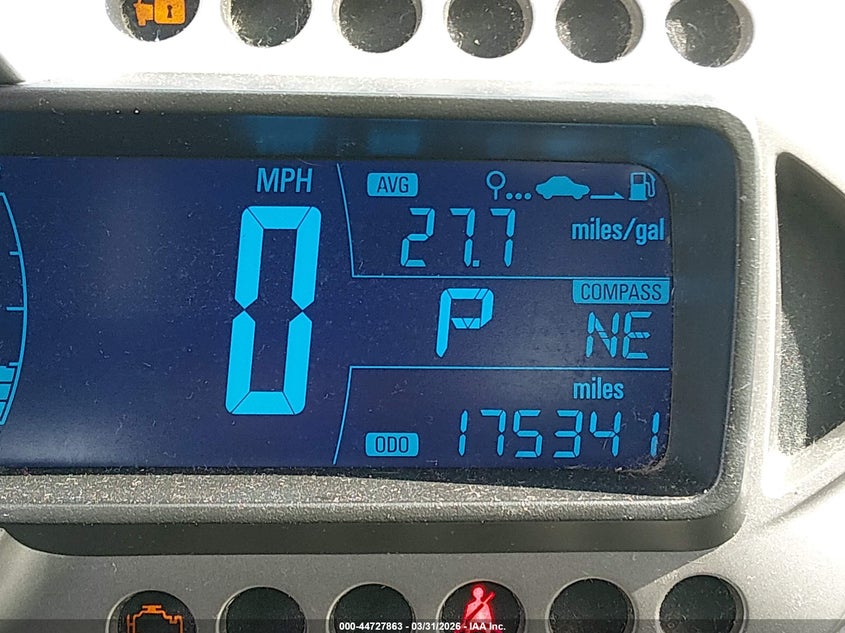 MPH
AVG
27.7 miles/gal
0
P
COMPASS
NE
miles
ODO 175341
000-44727863 - 03/31/2026 - IAA Inc.